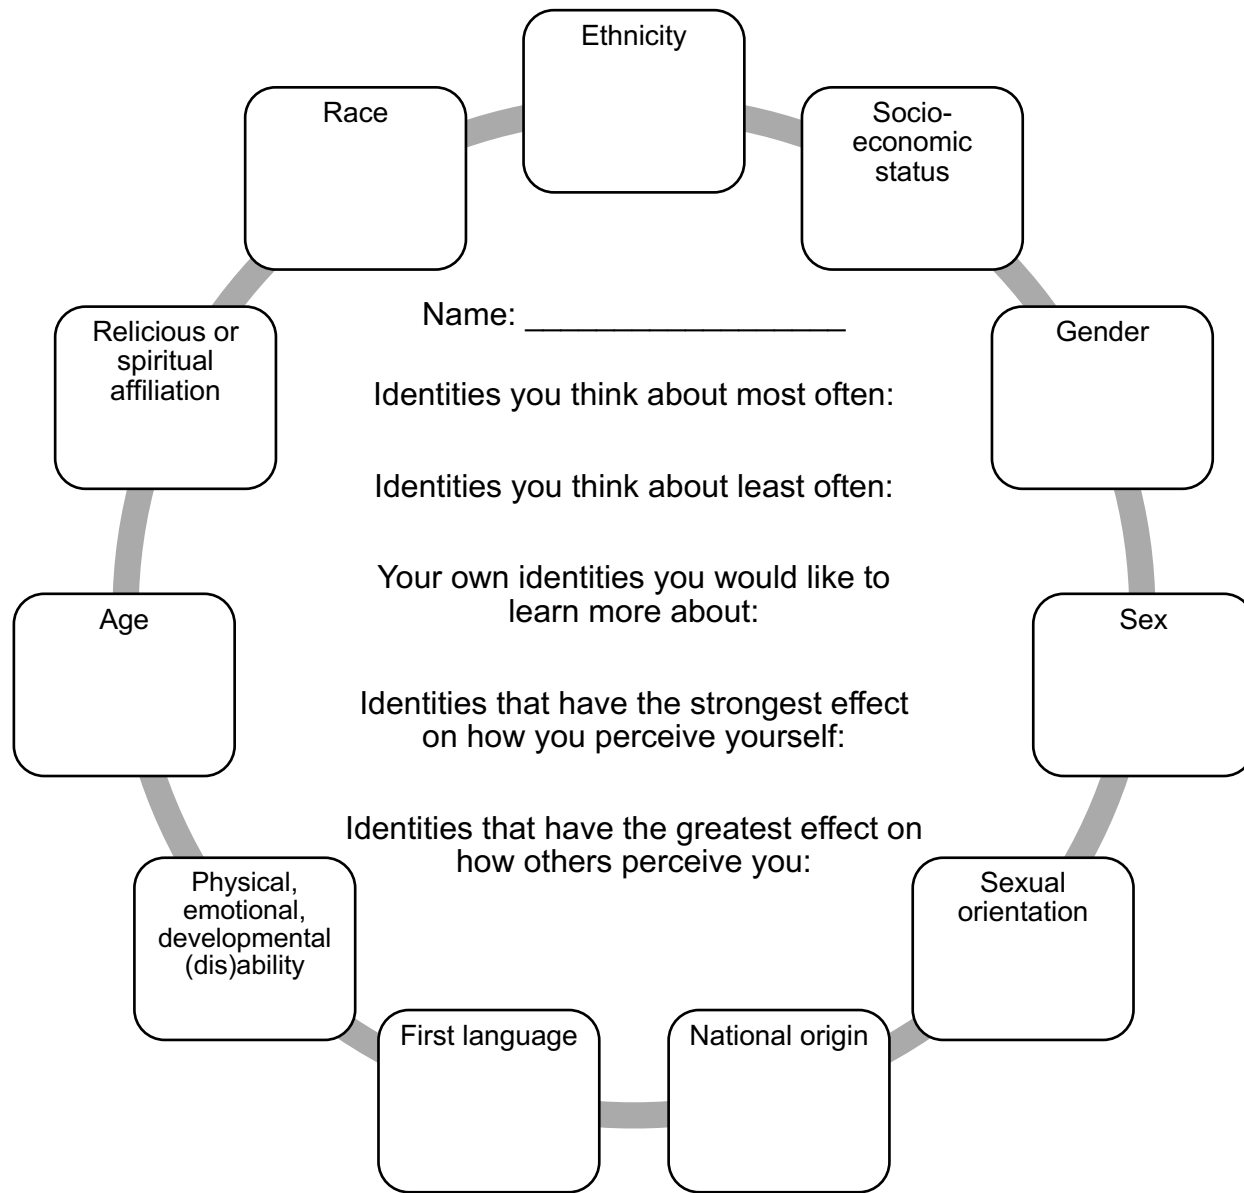 Ethnicity
Race
Socio-
economic
status
Name: __________________
Relicious or
spiritual
affiliation
Gender
Identities you think about most often:
Identities you think about least often:
Your own identities you would like to
learn more about:
Age
Sex
Identities that have the strongest effect
on how you perceive yourself:
Identities that have the greatest effect on
how others perceive you:
Physical,
emotional,
developmental
(dis)ability
Sexual
orientation
First language
National origin